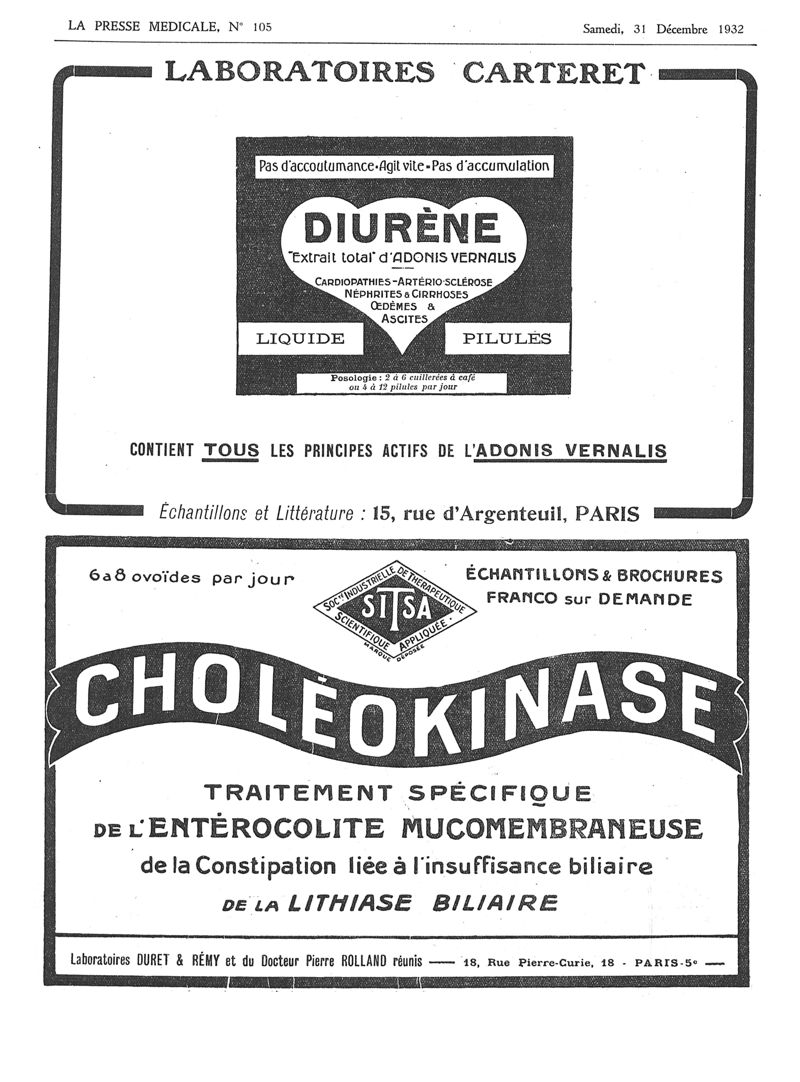 LA PRESSE MEDICALE, N° 105
Samedi, 31 Décembre 1932
LABORATOIRES CARTERET
Pas d'accoutumance•Agit vite•Pas d'accumulation
DIURÈNE
"Extrait total" d'ADONIS VERNALIS
CARDIOPATHIES-ARTÉRIO-SCLÉROSE
NÉPHRITES & CIRRHOSES
ŒDÈMES &
ASCITES
LIQUIDE
PILULES
Posologie : 2 à 6 cuillerées à café
ou 4 à 12 pilules par jour
CONTIENT TOUS LES PRINCIPES ACTIFS DE L'ADONIS VERNALIS
Échantillons et Littérature : 15, rue d'Argenteuil, PARIS
6 a 8 ovoïdes par jour
SOCTÉ INDUSTRIELLE DE THÉRAPEUTIQUE
SITSA
SCIENTIFIQUE APPLIQUÉE
MARQUE DÉPOSÉE
ÉCHANTILLONS & BROCHURES
FRANCO sur DEMANDE
CHOLÉOKINASE
TRAITEMENT SPÉCIFIQUE
DE L'ENTÉROCOLITE MUCOMEMBRANEUSE
de la Constipation liée à l'insuffisance biliaire
DE LA LITHIASE BILIAIRE
Laboratoires DURET & RÉMY et du Docteur Pierre ROLLAND réunis — 18, Rue Pierre-Curie, 18 - PARIS-5e —